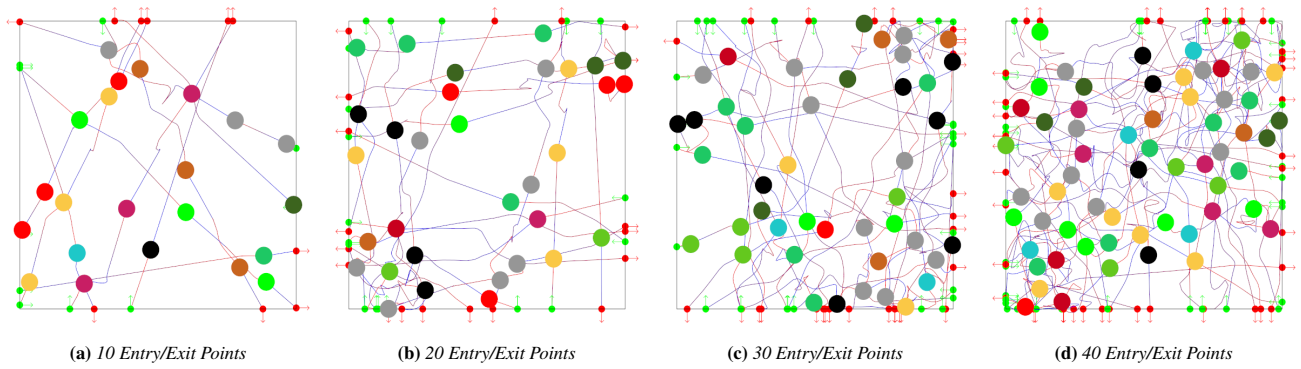 (a) 10 Entry/Exit Points
(b) 20 Entry/Exit Points
(c) 30 Entry/Exit Points
(d) 40 Entry/Exit Points